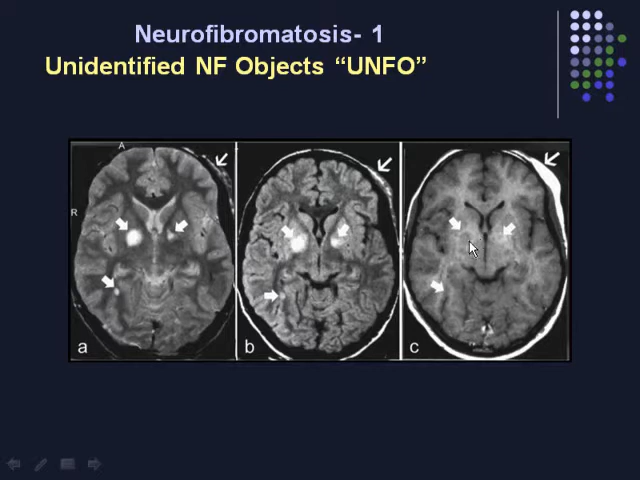 Neurofibromatosis- 1
Unidentified NF Objects “UNFO”
A
R
a
b
c